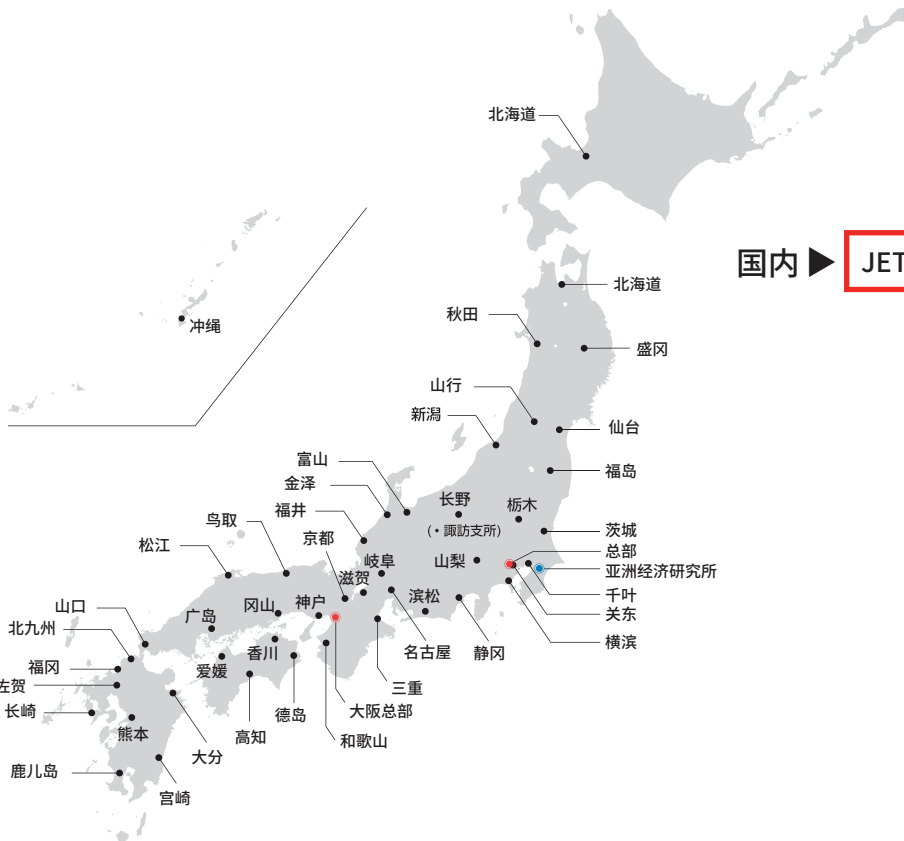 北海道
国内 ▶ JET
北海道
冲绳
秋田
盛冈
山行
新潟
仙台
富山
金泽
福岛
长野
栃木
福井
鸟取
(・諏訪支所)
京都
茨城
松江
总部
岐阜
山梨
亚洲经济研究所
滋贺
千叶
冈山
神户
滨松
山口
关东
广岛
北九州
横滨
香川
名古屋
静冈
福冈
爱媛
佐贺
三重
长崎
德岛
大阪总部
熊本
高知
和歌山
大分
鹿儿岛
宫崎